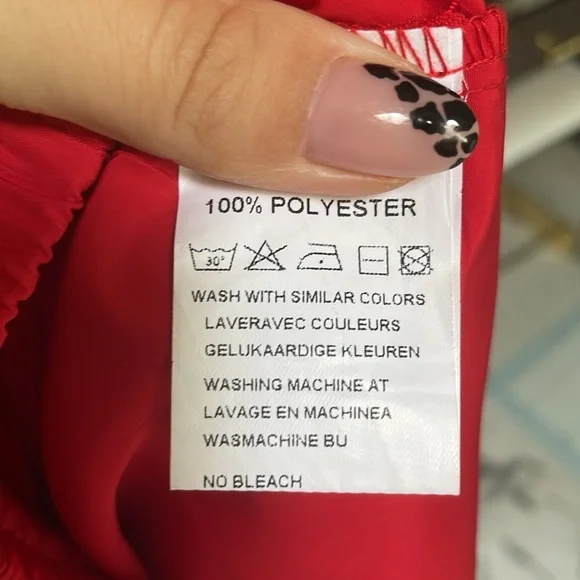 100% POLYESTER
30°
WASH WITH SIMILAR COLORS
LAVERAVEC COULEURS
GELUKAARDIGE KLEUREN
WASHING MACHINE AT
LAVAGE EN MACHINEA
WASMACHINE BU
NO BLEACH